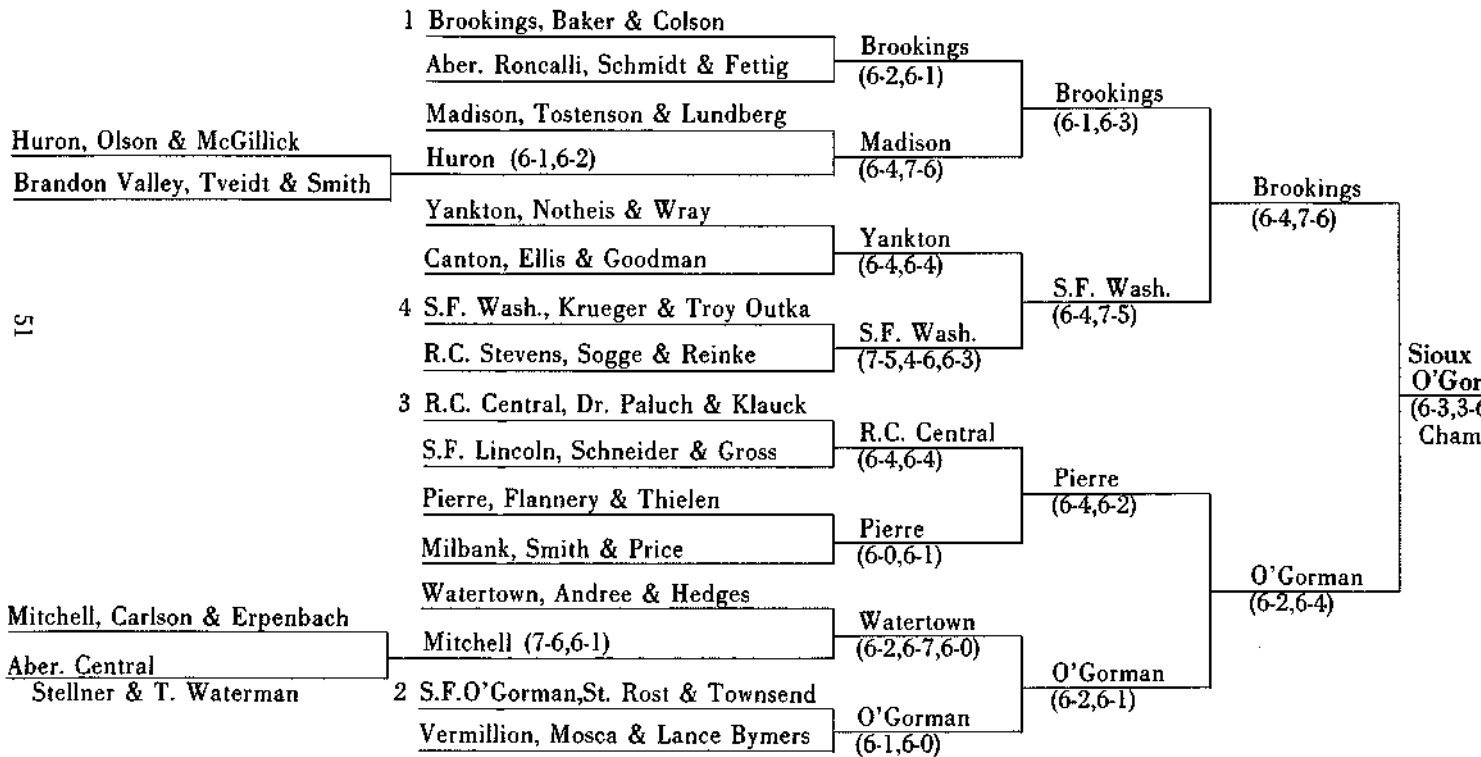 1 Brookings, Baker & Colson
Aber. Roncalli, Schmidt & Fettig
Madison, Tostenson & Lundberg
Huron (6-1,6-2)
Huron, Olson & McGillick
Brandon Valley, Tveidt & Smith
Yankton, Notheis & Wray
Canton, Ellis & Goodman
4 S.F. Wash., Krueger & Troy Outka
R.C. Stevens, Sogge & Reinke
3 R.C. Central, Dr. Paluch & Klauck
S.F. Lincoln, Schneider & Gross
Pierre, Flannery & Thielen
Milbank, Smith & Price
Watertown, Andree & Hedges
Mitchell (7-6,6-1)
Mitchell, Carlson & Erpenbach
Aber. Central
Stellner & T. Waterman
2 S.F.O'Gorman,St. Rost & Townsend
Vermillion, Mosca & Lance Bymers
Brookings
(6-2,6-1)
Madison
(6-4,7-6)
Yankton
(6-4,6-4)
S.F. Wash.
(7-5,4-6,6-3)
R.C. Central
(6-4,6-4)
Pierre
(6-0,6-1)
Watertown
(6-2,6-7,6-0)
O'Gorman
(6-1,6-0)
Brookings
(6-1,6-3)
S.F. Wash.
(6-4,7-5)
Pierre
(6-4,6-2)
O'Gorman
(6-2,6-1)
Brookings
(6-4,7-6)
O'Gorman
(6-2,6-4)
Sioux
O'Gor
(6-3,3-6
Cham
51